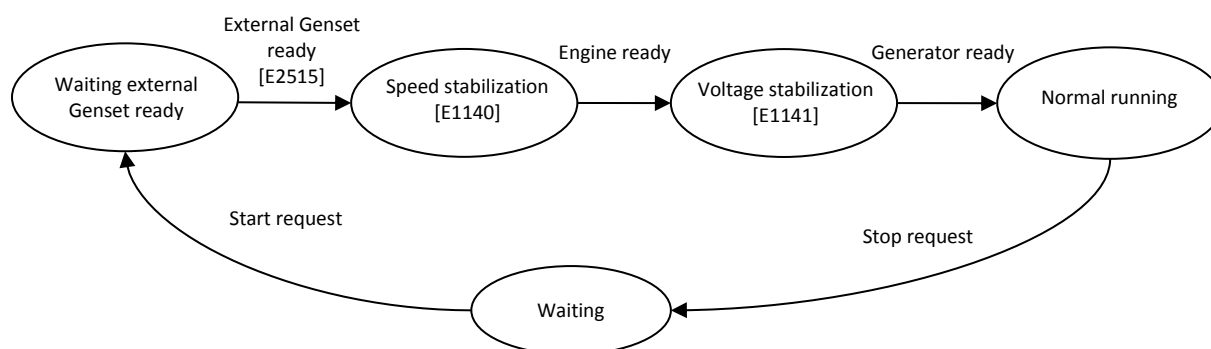 External Genset
ready
[E2515]
Waiting external
Genset ready
Speed stabilization
[E1140]
Engine ready
Voltage stabilization
[E1141]
Generator ready
Normal running
Start request
Stop request
Waiting